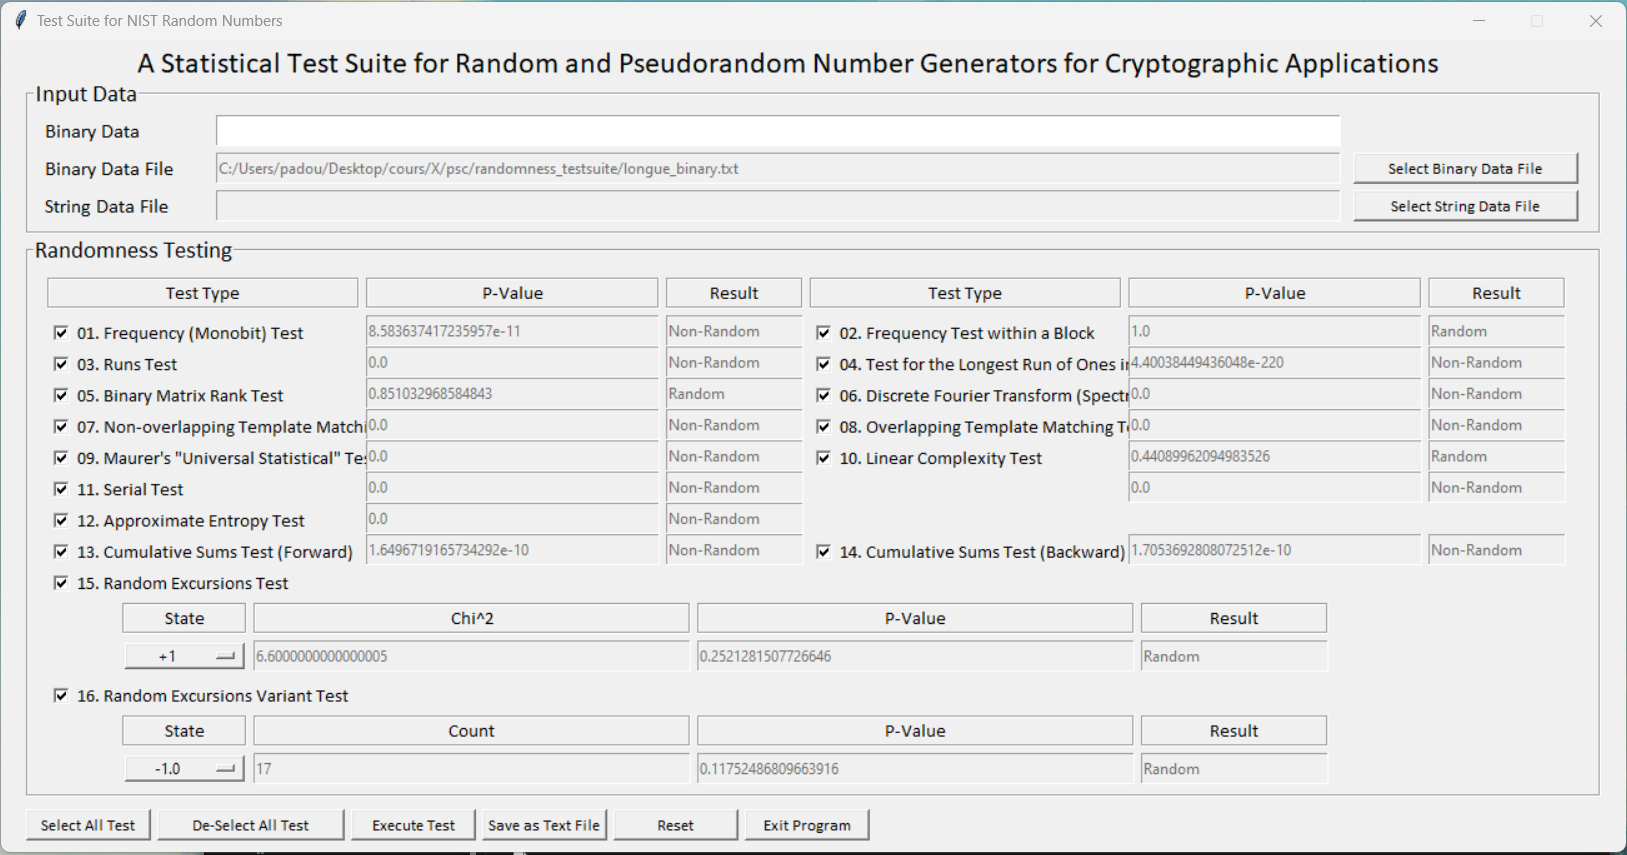 Test Suite for NIST Random Numbers
A Statistical Test Suite for Random and Pseudorandom Number Generators for Cryptographic Applications
Input Data
Binary Data
Binary Data File C:/Users/padou/Desktop/cours/X/psc/randomness_testsuite/longue_binary.txt Select Binary Data File
String Data File Select String Data File
Randomness Testing
Test Type P-Value Result Test Type P-Value Result
01. Frequency (Monobit) Test 8.583637417235957e-11 Non-Random 02. Frequency Test within a Block 1.0 Random
03. Runs Test 0.0 Non-Random 04. Test for the Longest Run of Ones in 4.40038449436048e-220 Non-Random
05. Binary Matrix Rank Test 0.851032968584843 Random 06. Discrete Fourier Transform (Spectr 0.0 Non-Random
07. Non-overlapping Template Matchi 0.0 Non-Random 08. Overlapping Template Matching Te 0.0 Non-Random
09. Maurer's "Universal Statistical" Tes 0.0 Non-Random 10. Linear Complexity Test 0.44089962094983526 Random
11. Serial Test 0.0 Non-Random 0.0 Non-Random
12. Approximate Entropy Test 0.0 Non-Random
13. Cumulative Sums Test (Forward) 1.6496719165734292e-10 Non-Random 14. Cumulative Sums Test (Backward) 1.7053692808072512e-10 Non-Random
15. Random Excursions Test
State Chi^2 P-Value Result
+1 6.6000000000000005 0.2521281507726646 Random
16. Random Excursions Variant Test
State Count P-Value Result
-1.0 17 0.11752486809663916 Random
Select All Test De-Select All Test Execute Test Save as Text File Reset Exit Program